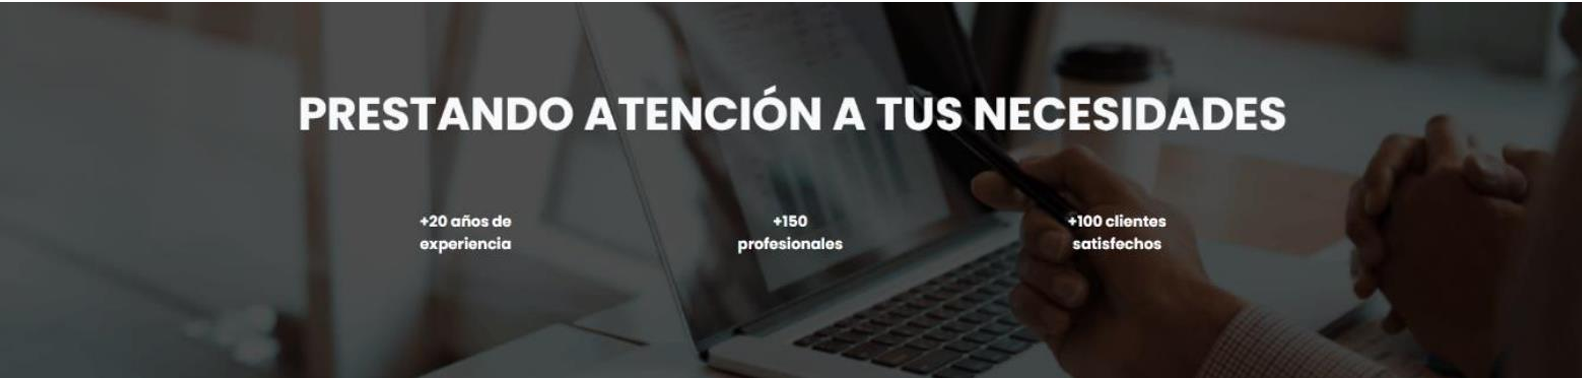 PRESTANDO ATENCIÓN A TUS NECESIDADES
+20 años de
experiencia
+150
profesionales
+100 clientes
satisfechos